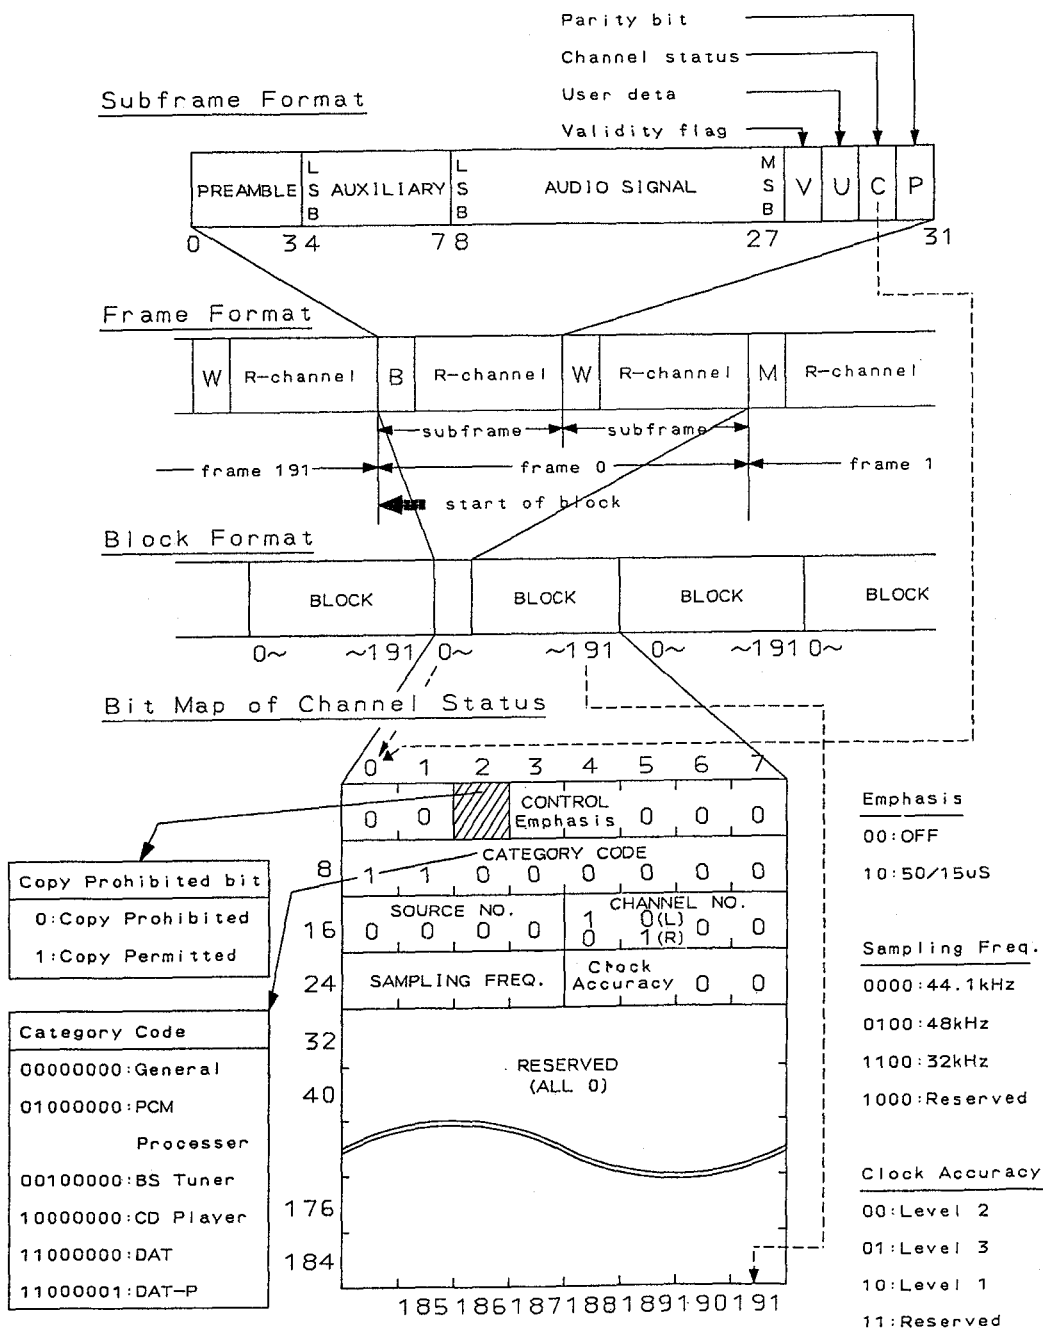 Parity bit
Channel status
User deta
Validity flag
Subframe Format
PREAMBLE LSB AUXILIARY LSB AUDIO SIGNAL MSB V U C P
0 3 4 7 8 27 31
Frame Format
W R-channel B R-channel W R-channel M R-channel
subframe subframe
frame 191 frame 0 frame 1
start of block
Block Format
BLOCK BLOCK BLOCK BLOCK
0~ ~191 0~ ~191 0~ ~191 0~
Bit Map of Channel Status
0 1 2 3 4 5 6 7
CONTROL
0 0 Emphasis 0 0 0
CATEGORY CODE
8 1 1 0 0 0 0 0 0
SOURCE NO. CHANNEL NO.
1 0(L)
16 0 0 0 0 0 1(R) 0 0
24 SAMPLING FREQ. Clock
Accuracy 0 0
32
RESERVED
(ALL 0)
40
176
184
185 186 187 188 189 190 191
Copy Prohibited bit
0:Copy Prohibited
1:Copy Permitted
Category Code
00000000:General
01000000:PCM
Processer
00100000:BS Tuner
10000000:CD Player
11000000:DAT
11000001:DAT-P
Emphasis
00:OFF
10:50/15uS
Sampling Freq.
0000:44.1kHz
0100:48kHz
1100:32kHz
1000:Reserved
Clock Accuracy
00:Level 2
01:Level 3
10:Level 1
11:Reserved